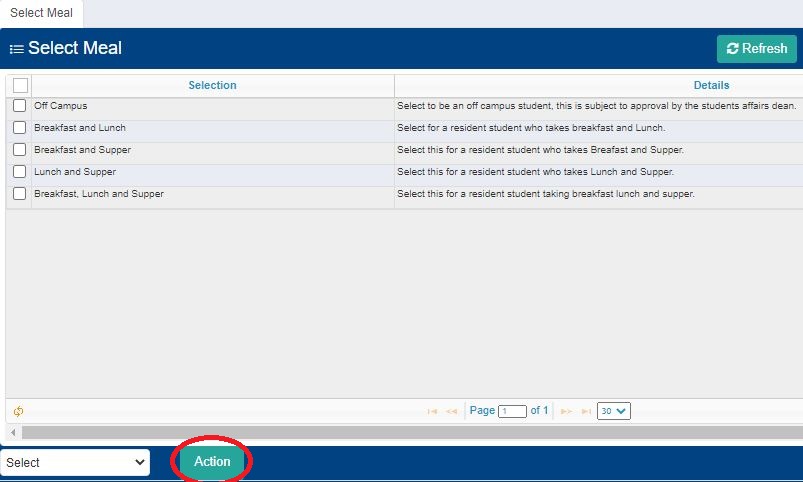 Select Meal
Select Meal
Refresh
Selection Details
Off Campus Select to be an off campus student, this is subject to approval by the students affairs dean.
Breakfast and Lunch Select for a resident student who takes breakfast and Lunch.
Breakfast and Supper Select this for a resident student who takes Breafast and Supper.
Lunch and Supper Select this for a resident student who takes Lunch and Supper.
Breakfast, Lunch and Supper Select this for a resident student taking breakfast lunch and supper.
Page 1 of 1 30
Select Action